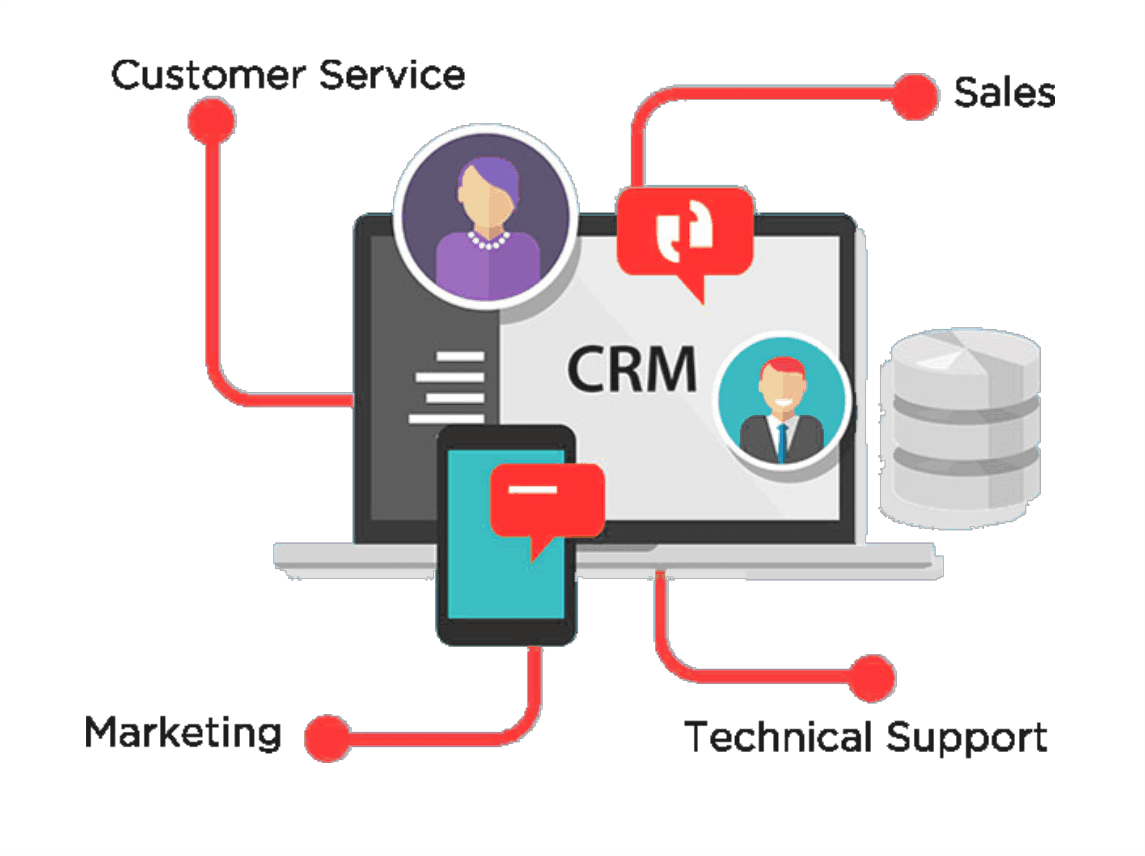 Customer Service
Sales
CRM
Marketing
Technical Support